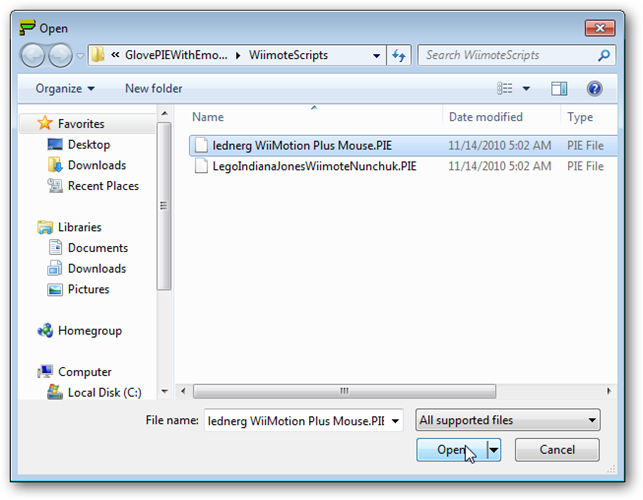 Open
« GlovePIEWithEmo... ▸ WiimoteScripts
Search WiimoteScripts
Organize
New folder
Name
Date modified
Type
Favorites
Desktop
Downloads
Recent Places
Libraries
Documents
Downloads
Pictures
Homegroup
Computer
Local Disk (C:)
lednerg WiiMotion Plus Mouse.PIE 11/14/2010 5:02 AM PIE File
LegoIndianaJonesWiimoteNunchuk.PIE 11/14/2010 5:02 AM PIE File
File name: lednerg WiiMotion Plus Mouse.PIE
All supported files
Open
Cancel